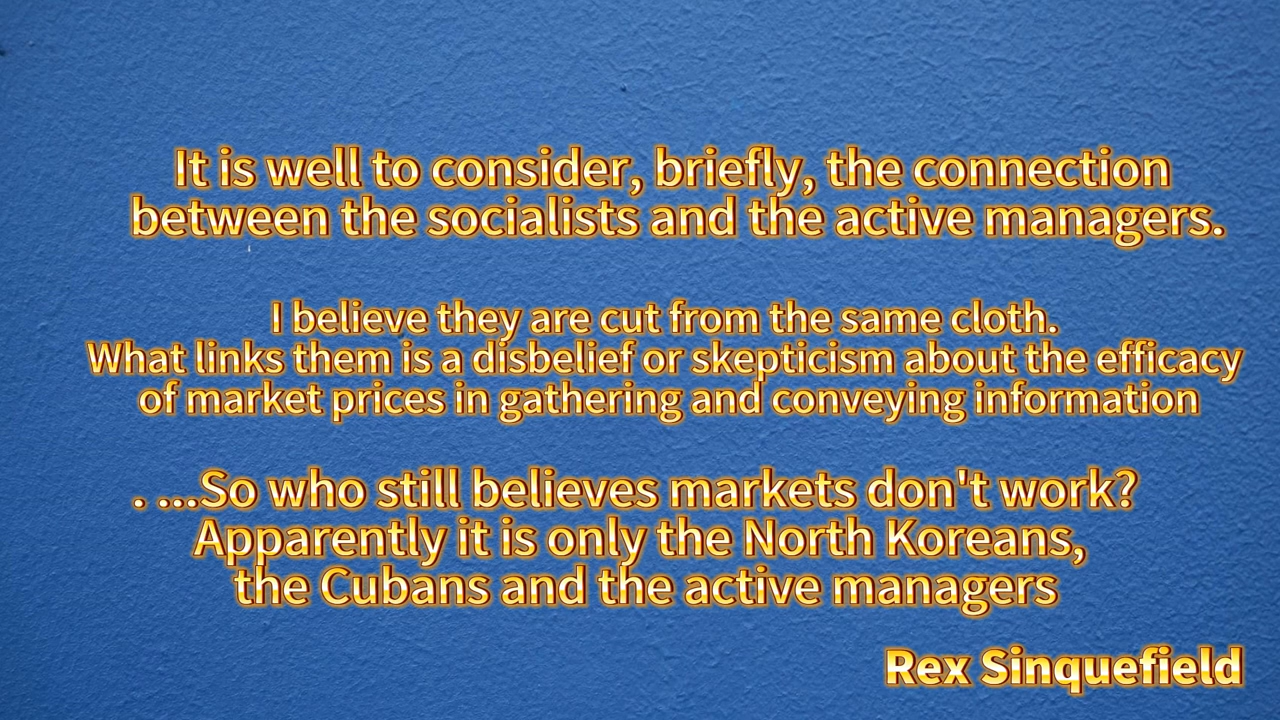 It is well to consider, briefly, the connection
between the socialists and the active managers.
I believe they are cut from the same cloth.
What links them is a disbelief or skepticism about the efficacy
of market prices in gathering and conveying information
. ...So who still believes markets don't work?
Apparently it is only the North Koreans,
the Cubans and the active managers
Rex Sinquefield